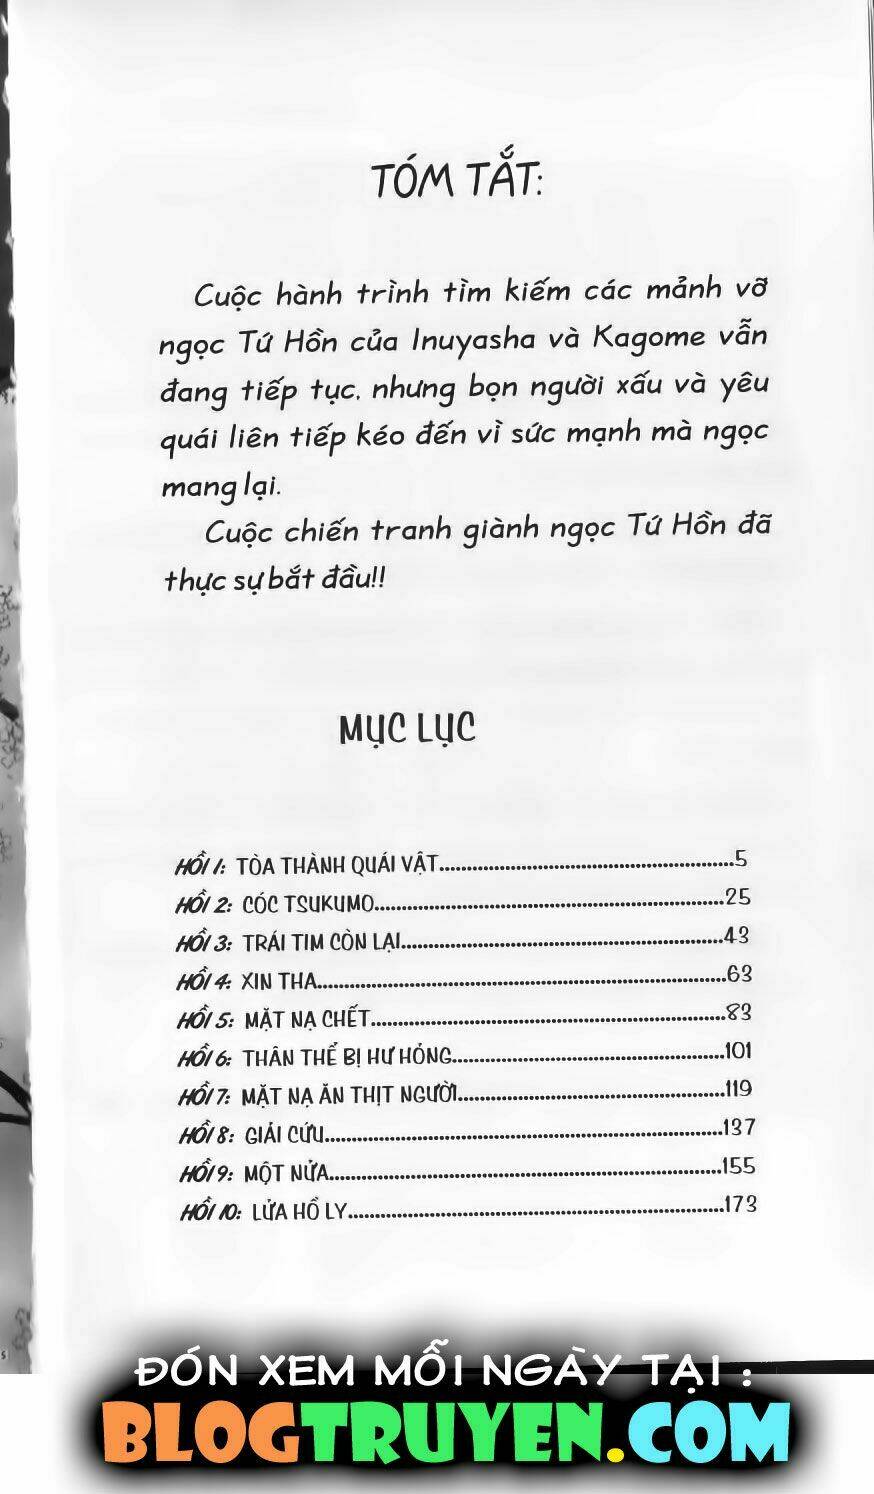 TÓM TẮT:
Cuộc hành trình tìm kiếm các mảnh vỡ
ngọc Tứ Hồn của Inuyasha và Kagome vẫn
đang tiếp tục, nhưng bọn người xấu và yêu
quái liên tiếp kéo đến vì sức mạnh mà ngọc
mang lại.
Cuộc chiến tranh giành ngọc Tứ Hồn đã
thực sự bắt đầu!!
MỤC LỤC
HỒI 1: TÒA THÀNH QUÁI VẬT.....................................................5
HỒI 2: CÓC TSUKUMO...............................................................25
HỒI 3: TRÁI TIM CÒN LẠI..........................................................43
HỒI 4: XIN THA.........................................................................63
HỒI 5: MẶT NẠ CHẾT...............................................................83
HỒI 6: THÂN THỂ BỊ HƯ HỎNG.................................................101
HỒI 7: MẶT NẠ ĂN THỊT NGƯỜI................................................119
HỒI 8: GIẢI CỨU.......................................................................137
HỒI 9: MỘT NỬA.......................................................................155
HỒI 10: LỬA HỒ LY....................................................................173
5
ĐÓN XEM MỖI NGÀY TẠI :
BLOGTRUYEN.COM